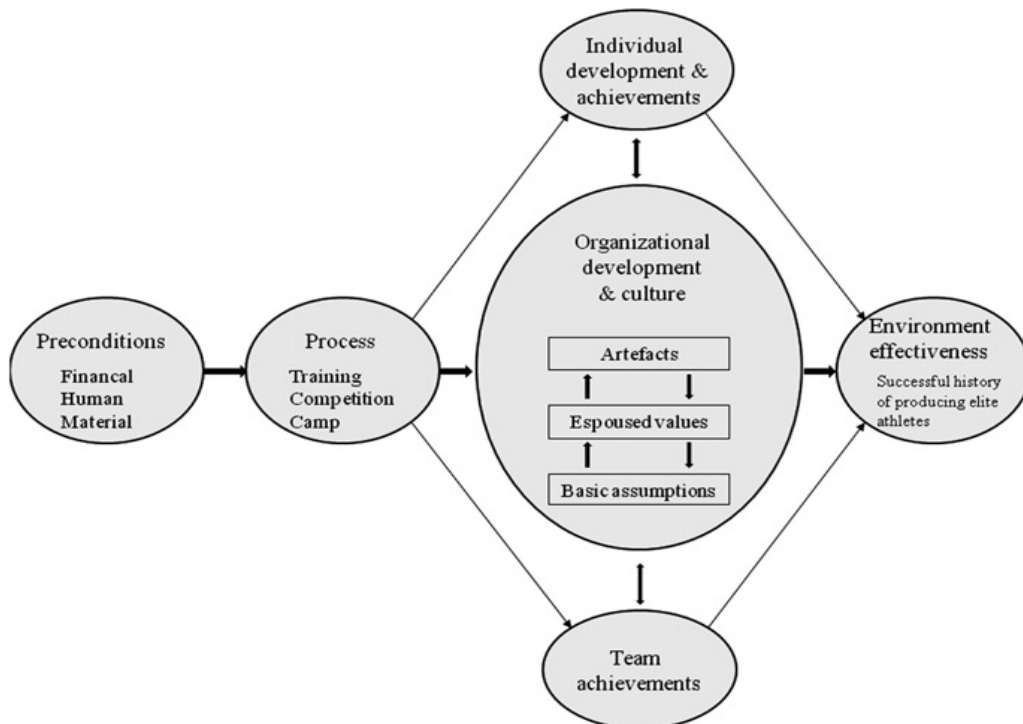 Individual
development &
achievements
Organizational
development
& culture
Artefacts
Espoused values
Basic assumptions
Preconditions
Financal
Human
Material
Process
Training
Competition
Camp
Environment
effectiveness
Successful history
of producing elite
athletes
Team
achievements